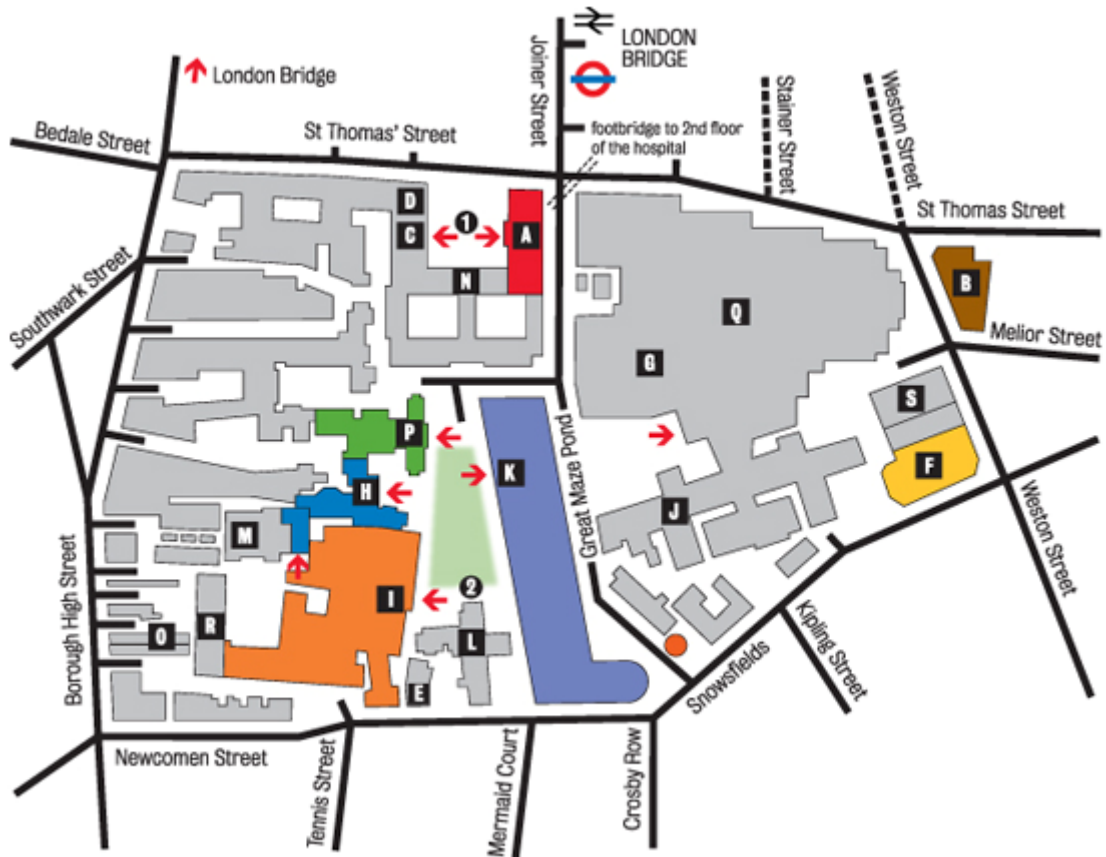 London Bridge
Joiner Street
LONDON
BRIDGE
Bedale Street
St Thomas' Street
footbridge to 2nd floor
of the hospital
Stainer Street
Weston Street
St Thomas Street
D
1
C
A
N
B
Q
Southwark Street
Melior Street
G
S
P
F
K
H
J
M
Great Maze Pond
Weston Street
I
2
O
R
L
E
Borough High Street
Snowsfields
Kipling Street
Newcomen Street
Tennis Street
Mermaid Court
Crosby Row